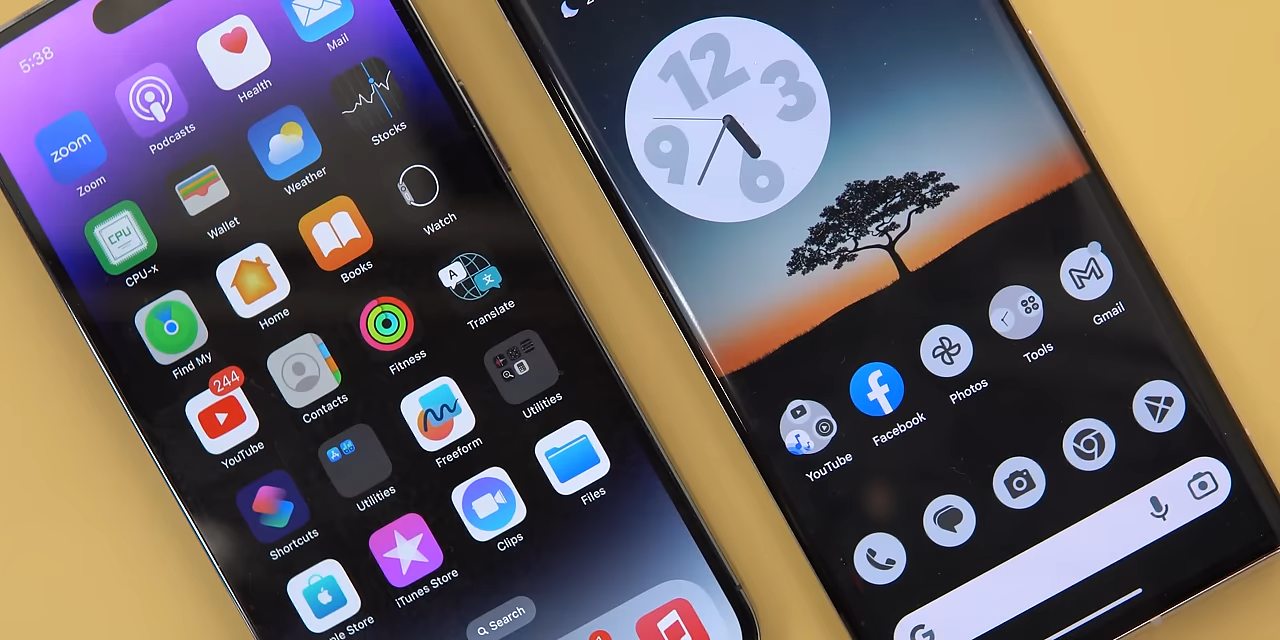 5:38
Mail
Health
Podcasts
zoom
Zoom
Stocks
Weather
Wallet
CPU
CPU-x
Watch
Books
Home
Find My
A
文
Translate
Fitness
Contacts
244
YouTube
Utilities
Freeform
Utilities
Shortcuts
Files
Clips
iTunes Store
Store
Search
12
3
6
9
Gmail
Tools
Photos
Facebook
YouTube
G